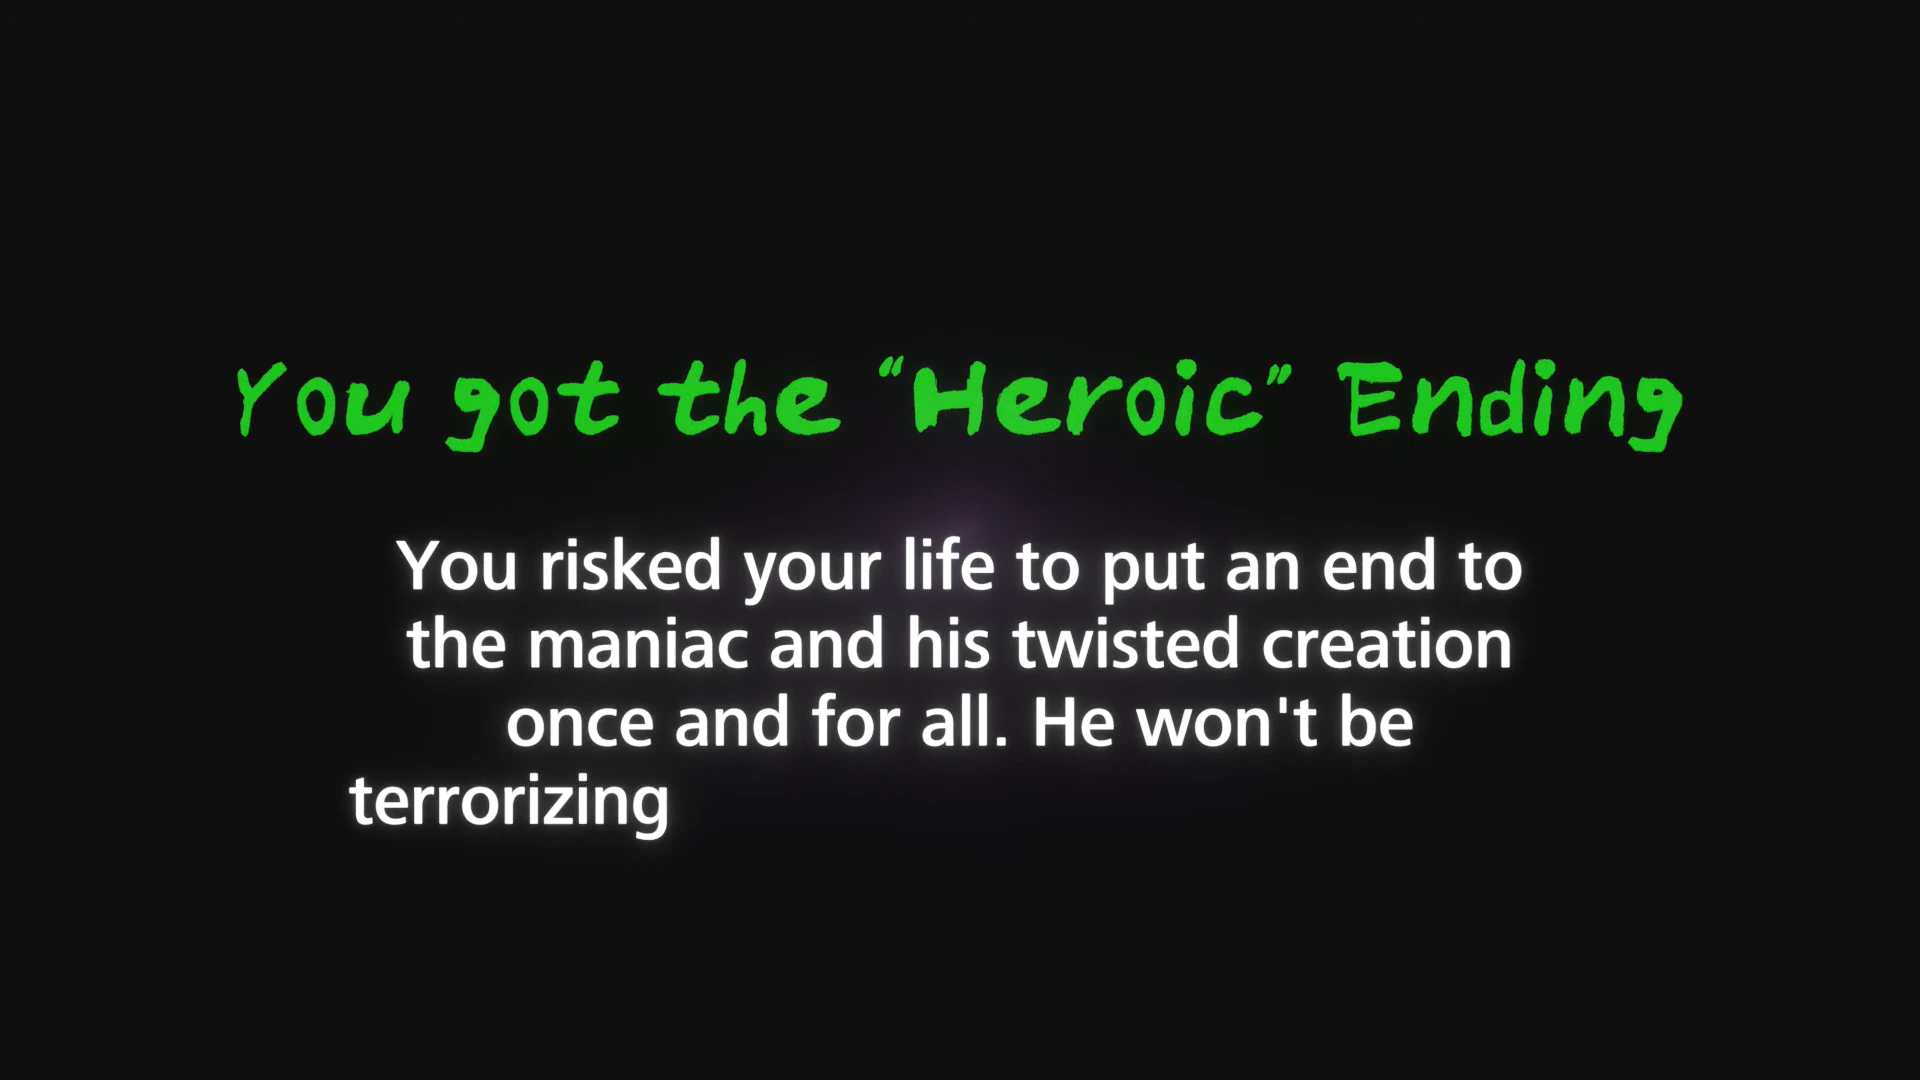 You got the “Heroic” Ending
You risked your life to put an end to
the maniac and his twisted creation
once and for all. He won't be
terrorizing